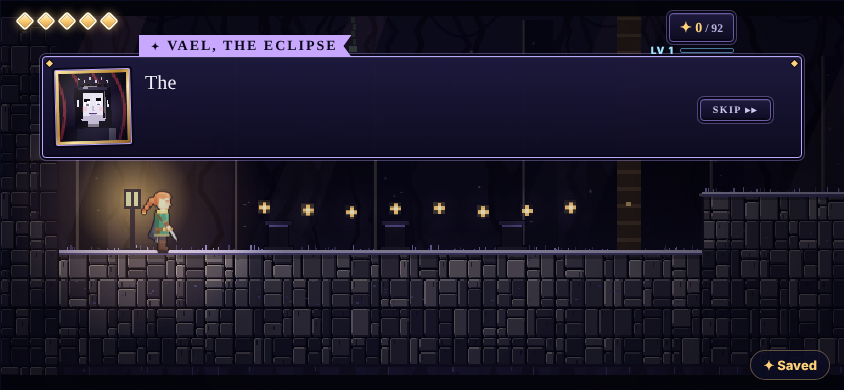 ✦ 0 / 92
✦ VAEL, THE ECLIPSE
LV 1
The
SKIP ▸▸
✦ Saved